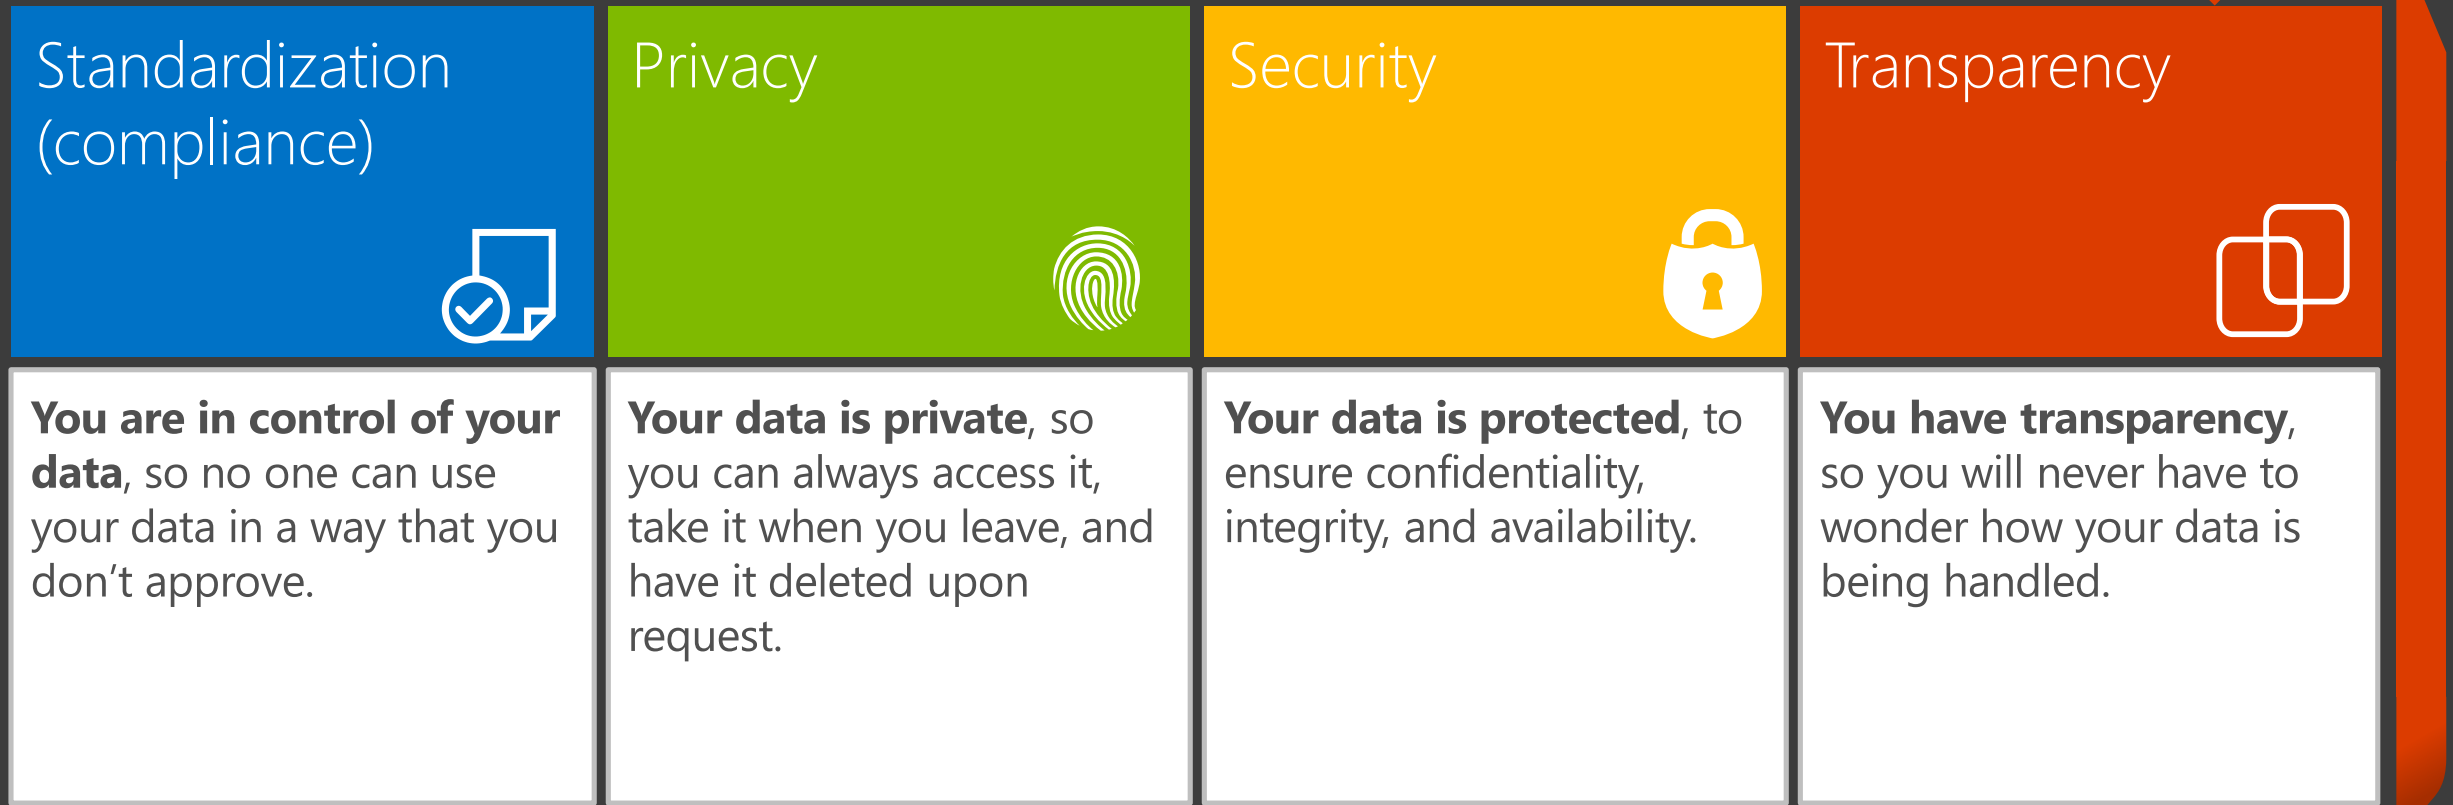 Standardization
(compliance)
You are in control of your
data, so no one can use
your data in a way that you
don’t approve.
Privacy
Your data is private, so
you can always access it,
take it when you leave, and
have it deleted upon
request.
Security
Your data is protected, to
ensure confidentiality,
integrity, and availability.
Transparency
You have transparency,
so you will never have to
wonder how your data is
being handled.